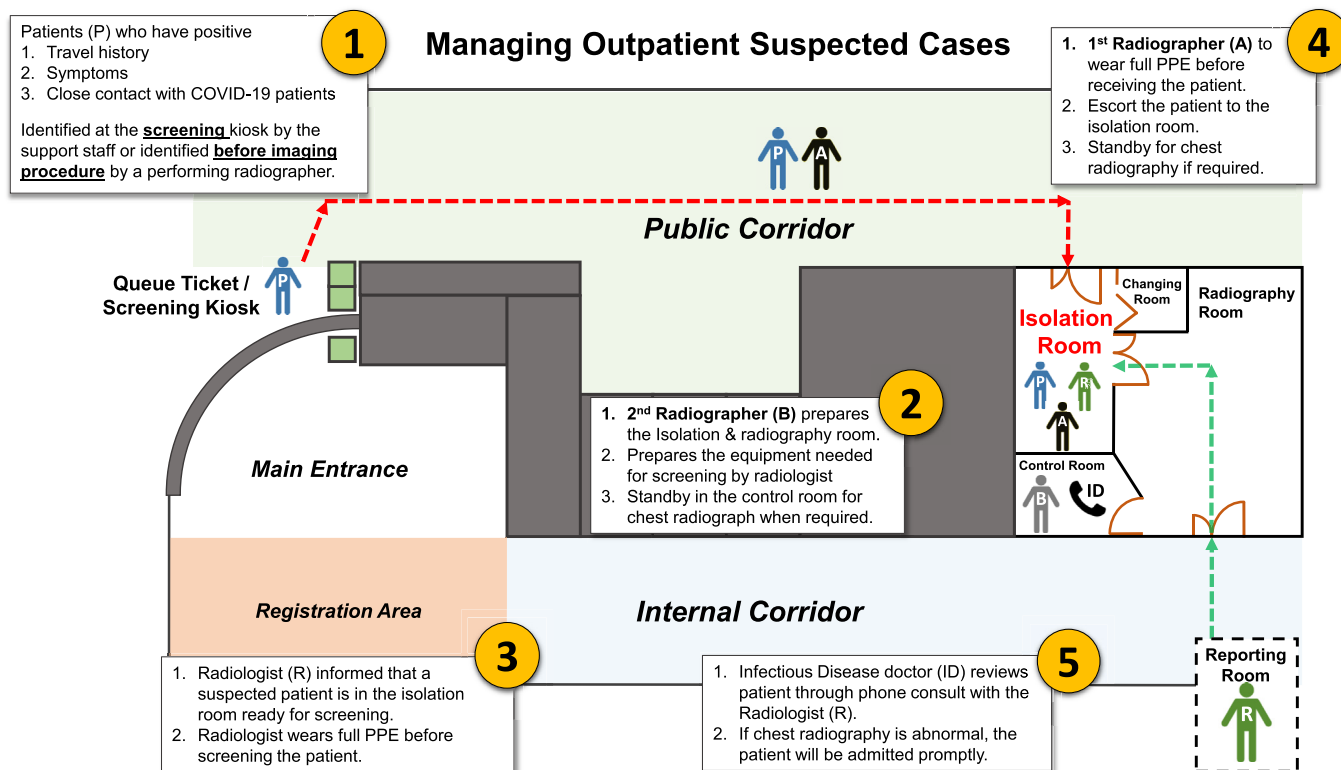 Managing Outpatient Suspected Cases
1
Patients (P) who have positive
1. Travel history
2. Symptoms
3. Close contact with COVID-19 patients
Identified at the screening kiosk by the
support staff or identified before imaging
procedure by a performing radiographer.
4
1. 1st Radiographer (A) to
wear full PPE before
receiving the patient.
2. Escort the patient to the
isolation room.
3. Standby for chest
radiography if required.
P
A
Public Corridor
Queue Ticket /
Screening Kiosk
P
Changing
Room
Radiography
Room
Isolation
Room
P
R
A
2
1. 2nd Radiographer (B) prepares
the Isolation & radiography room.
2. Prepares the equipment needed
for screening by radiologist
3. Standby in the control room for
chest radiograph when required.
Control Room
B
ID
Main Entrance
Registration Area
Internal Corridor
3
1. Radiologist (R) informed that a
suspected patient is in the isolation
room ready for screening.
2. Radiologist wears full PPE before
screening the patient.
5
1. Infectious Disease doctor (ID) reviews
patient through phone consult with the
Radiologist (R).
2. If chest radiography is abnormal, the
patient will be admitted promptly.
Reporting
Room
R